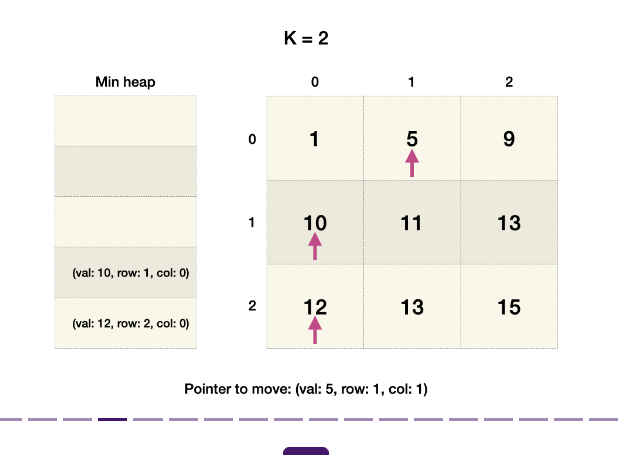 K = 2
Min heap
0 1 2
0 1 5 9
1 10 11 13
(val: 10, row: 1, col: 0)
2 12 13 15
(val: 12, row: 2, col: 0)
Pointer to move: (val: 5, row: 1, col: 1)